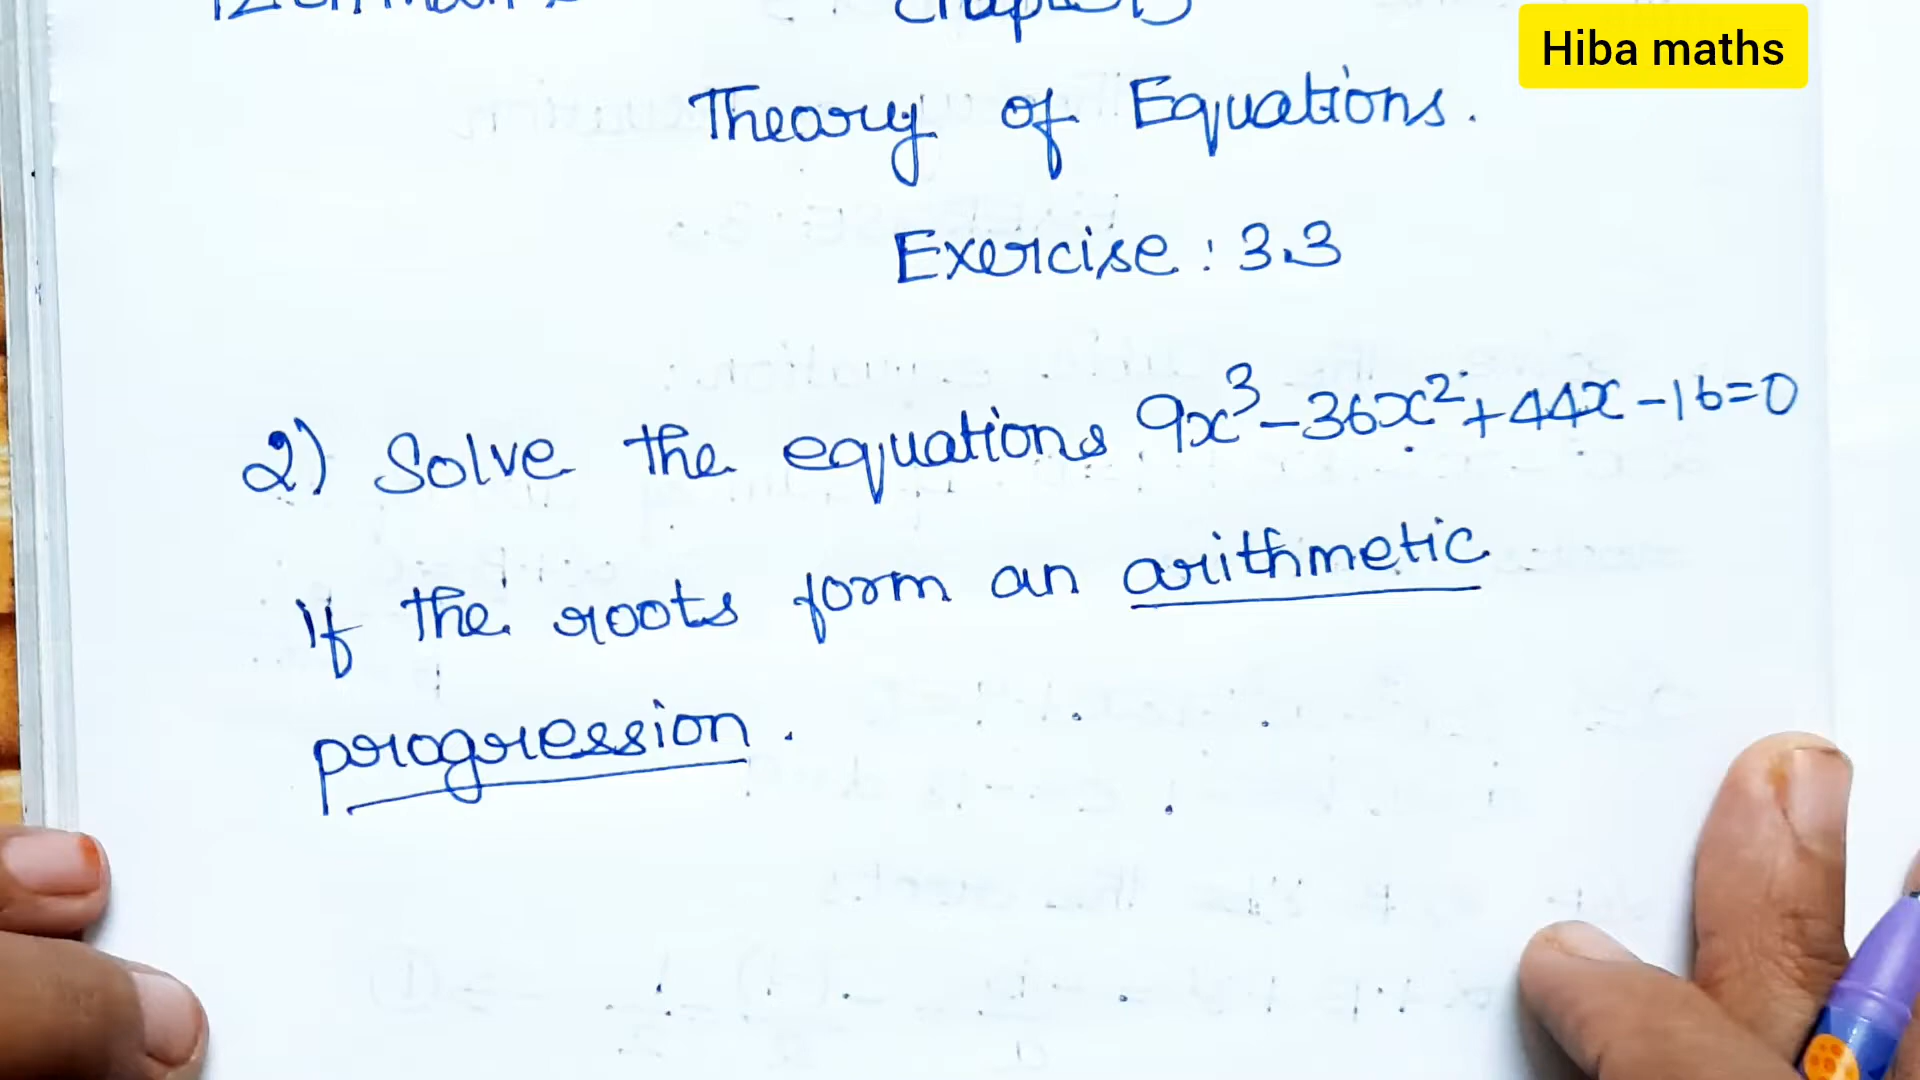 Hiba maths
Theory of Equations.
Exercise : 3.3
2) Solve the equations 9x³-36x²+44x-16=0
if the roots form an arithmetic
progression.